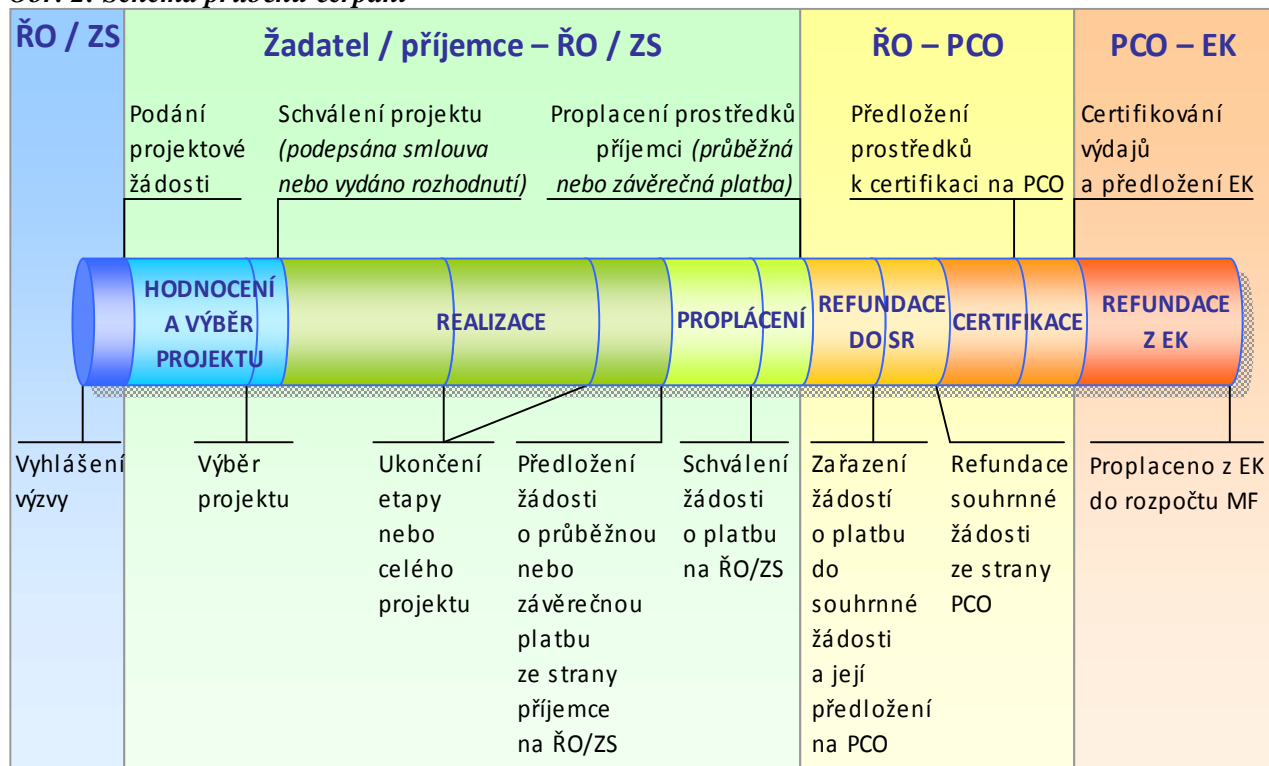 Obr. 2: Schéma průběhu čerpání
ŘO / ZS
Žadatel / příjemce – ŘO / ZS
ŘO – PCO
PCO – EK
Podání
projektové
žádosti
Schválení projektu
(podepsána smlouva
nebo vydáno rozhodnutí)
Proplacení prostředků
příjemci (průběžná
nebo závěrečná platba)
Předložení
prostředků
k certifikaci na PCO
Certifikování
výdajů
a předložení EK
HODNOCENÍ
A VÝBĚR
PROJEKTU
REALIZACE
PROPLÁCENÍ
REFUNDACE
DO SR
CERTIFIKACE
REFUNDACE
Z EK
Vyhlášení
výzvy
Výběr
projektu
Ukončení
etapy
nebo
celého
projektu
Předložení
žádosti
o průběžnou
nebo
závěrečnou
platbu
ze strany
příjemce
na ŘO/ZS
Schválení
žádosti
o platbu
na ŘO/ZS
Zařazení
žádostí
o platbu
do
souhrnné
žádosti
a její
předložení
na PCO
Refundace
souhrnné
žádosti
ze strany
PCO
Proplaceno z EK
do rozpočtu MF